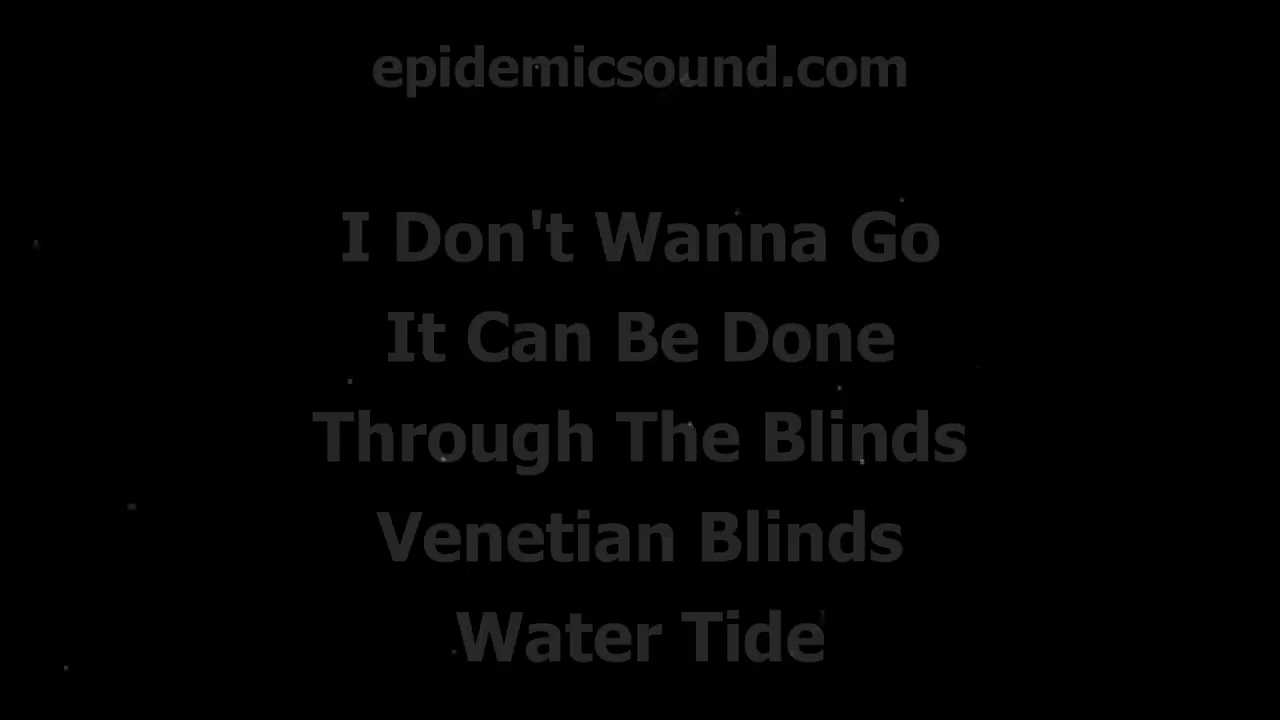 epidemicsound.com
I Don't Wanna Go
It Can Be Done
Through The Blinds
Venetian Blinds
Water Tide